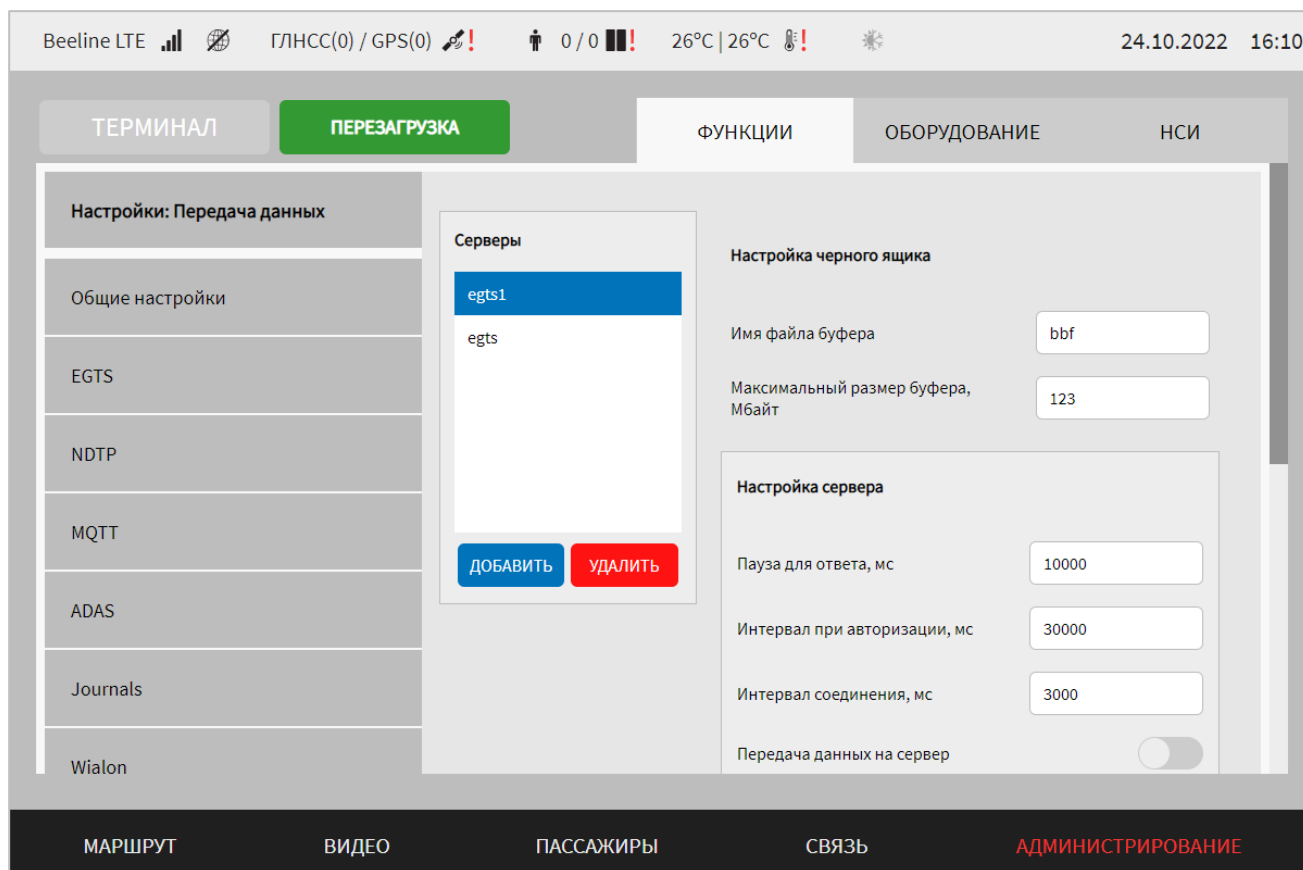 Beeline LTE ГЛНСС(0) / GPS(0) ! 0 / 0 ! 26°C | 26°C ! 24.10.2022 16:10
ТЕРМИНАЛ ПЕРЕЗАГРУЗКА ФУНКЦИИ ОБОРУДОВАНИЕ НСИ
Настройки: Передача данных
Общие настройки
EGTS
NDTP
MQTT
ADAS
Journals
Wialon
Серверы
egts1
egts
ДОБАВИТЬ УДАЛИТЬ
Настройка черного ящика
Имя файла буфера bbf
Максимальный размер буфера,
Мбайт 123
Настройка сервера
Пауза для ответа, мс 10000
Интервал при авторизации, мс 30000
Интервал соединения, мс 3000
Передача данных на сервер
МАРШРУТ ВИДЕО ПАССАЖИРЫ СВЯЗЬ АДМИНИСТРИРОВАНИЕ